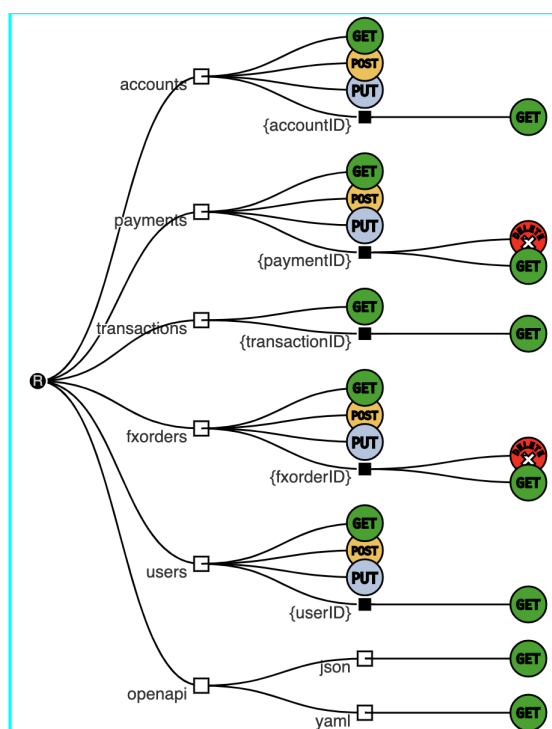 GET
POST
accounts
PUT
{accountID}
GET
GET
POST
payments
PUT
DELETE
{paymentID}
GET
GET
transactions
{transactionID}
GET
R
GET
POST
fxorders
PUT
DELETE
{fxorderID}
GET
GET
POST
users
PUT
{userID}
GET
json
GET
openapi
yaml
GET